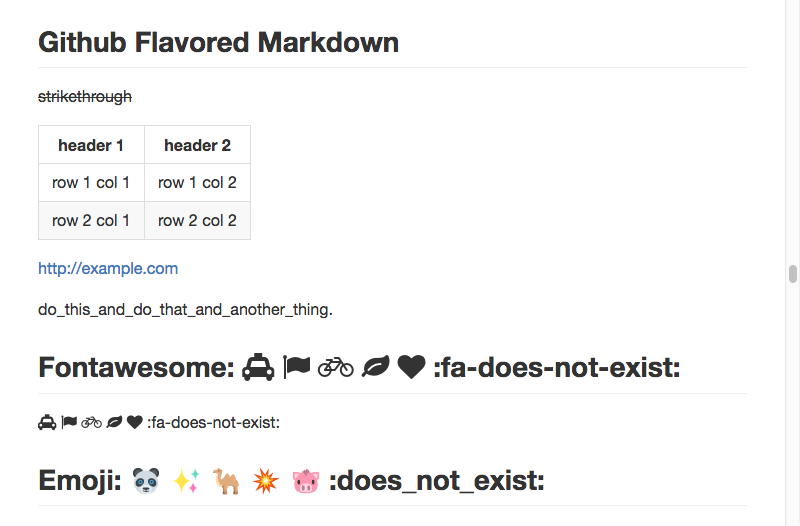 Github Flavored Markdown
strikethrough
header 1 header 2
row 1 col 1 row 1 col 2
row 2 col 1 row 2 col 2
http://example.com
do_this_and_do_that_and_another_thing.
Fontawesome: :fa-does-not-exist:
:fa-does-not-exist:
Emoji: 🐼 ✨ 🐫 💥 🐷 :does_not_exist: